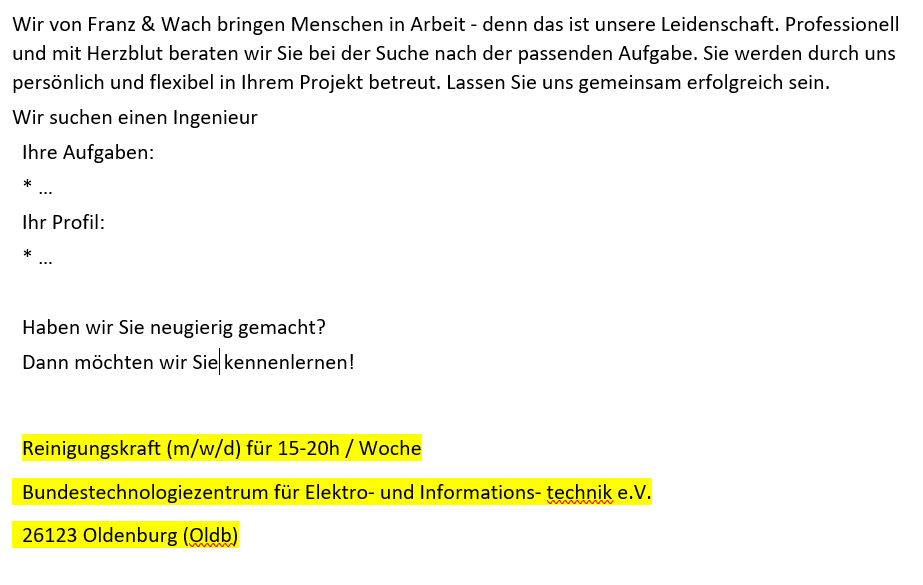 Wir von Franz & Wach bringen Menschen in Arbeit - denn das ist unsere Leidenschaft. Professionell
und mit Herzblut beraten wir Sie bei der Suche nach der passenden Aufgabe. Sie werden durch uns
persönlich und flexibel in Ihrem Projekt betreut. Lassen Sie uns gemeinsam erfolgreich sein.
Wir suchen einen Ingenieur
Ihre Aufgaben:
* ...
Ihr Profil:
* ...
Haben wir Sie neugierig gemacht?
Dann möchten wir Sie kennenlernen!
Reinigungskraft (m/w/d) für 15-20h / Woche
Bundestechnologiezentrum für Elektro- und Informations- technik e.V.
26123 Oldenburg (Oldb)